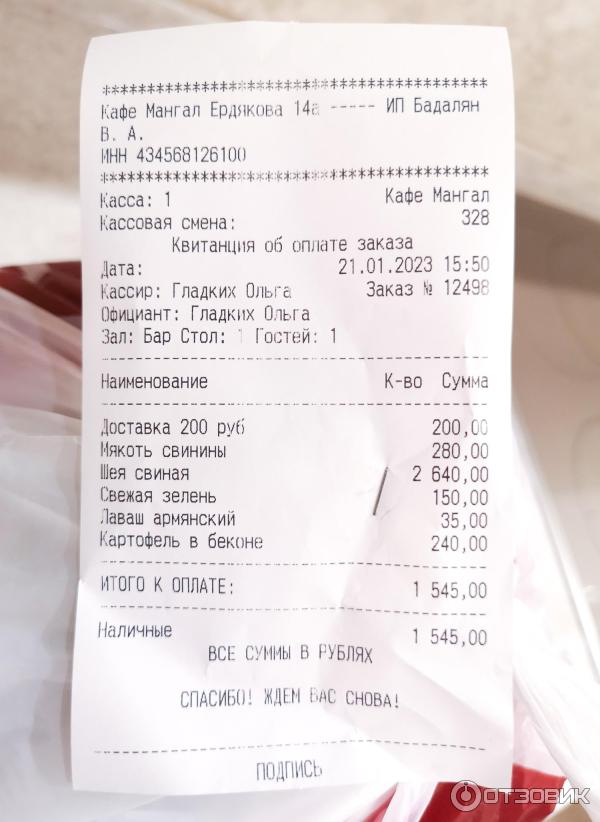 ******************************************
Кафе Мангал Ердякова 14а ----- ИП Бадалян
В. А.
ИНН 434568126100
******************************************
Касса: 1 Кафе Мангал
Кассовая смена: 328
Квитанция об оплате заказа
Дата: 21.01.2023 15:50
Кассир: Гладких Ольга Заказ № 12498
Официант: Гладких Ольга
Зал: Бар Стол: 1 Гостей: 1
Наименование К-во Сумма
Доставка 200 руб 200,00
Мякоть свинины 280,00
Шея свиная 2 640,00
Свежая зелень 150,00
Лаваш армянский 35,00
Картофель в беконе 240,00
ИТОГО К ОПЛАТЕ: 1 545,00
Наличные 1 545,00
ВСЕ СУММЫ В РУБЛЯХ
СПАСИБО! ЖДЕМ ВАС СНОВА!
ПОДПИСЬ
ОТЗОВИК